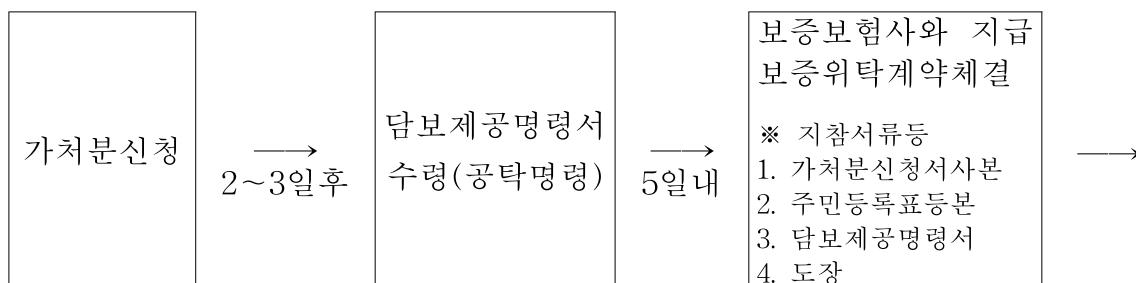 가처분신청
⟶
2~3일후
담보제공명령서
수령(공탁명령)
⟶
5일내
보증보험사와 지급
보증위탁계약체결
※ 지참서류등
1. 가처분신청서사본
2. 주민등록표등본
3. 담보제공명령서
4. 도장
⟶